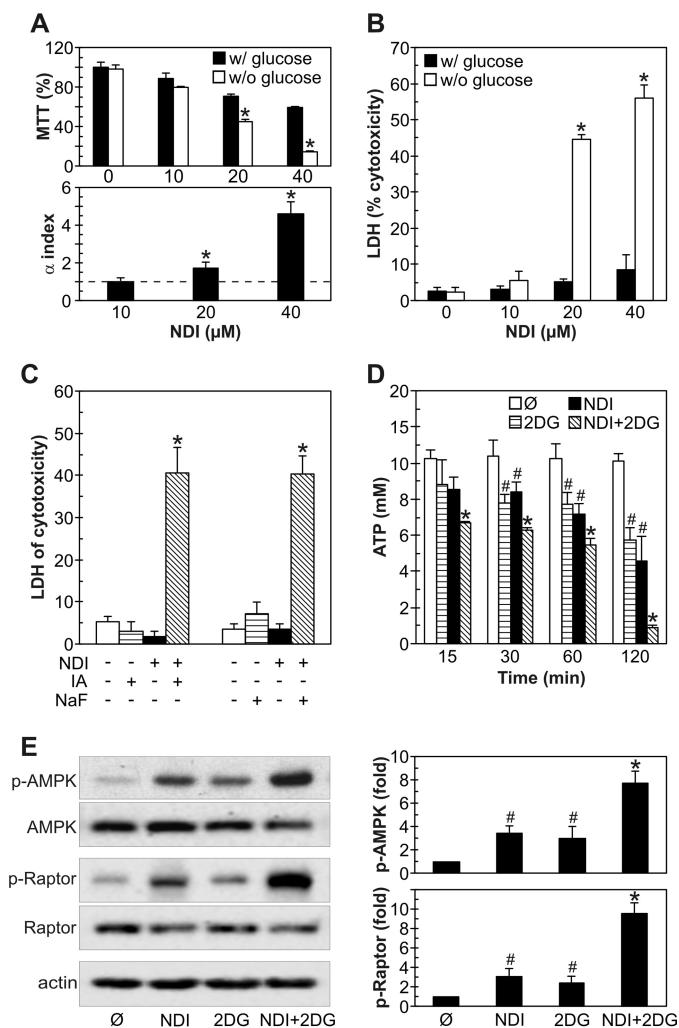 A
MTT (%)
120
80
40
0
w/ glucose
w/o glucose
* *
0 10 20 40
α index
6
4
2
0
* *
10 20 40
NDI (µM)
B
LDH (% cytotoxicity)
70
60
50
40
30
20
10
0
w/ glucose
w/o glucose
* *
0 10 20 40
NDI (µM)
C
LDH of cytotoxicity)
60
40
20
10
0
* *
NDI - - + + - - + +
IA - + - +
NaF - + - +
D
ATP (mM)
20
10
8
6
2
0
Ø NDI
2DG NDI+2DG
* # # * # # * # # *
15 30 60 120
Time (min)
E
p-AMPK
AMPK
p-Raptor
Raptor
actin
Ø NDI 2DG NDI+2DG
p-AMPK (fold)
10
8
6
4
2
0
# # *
p-Raptor (fold)
10
8
6
4
2
0
# # *
Ø NDI 2DG NDI+2DG